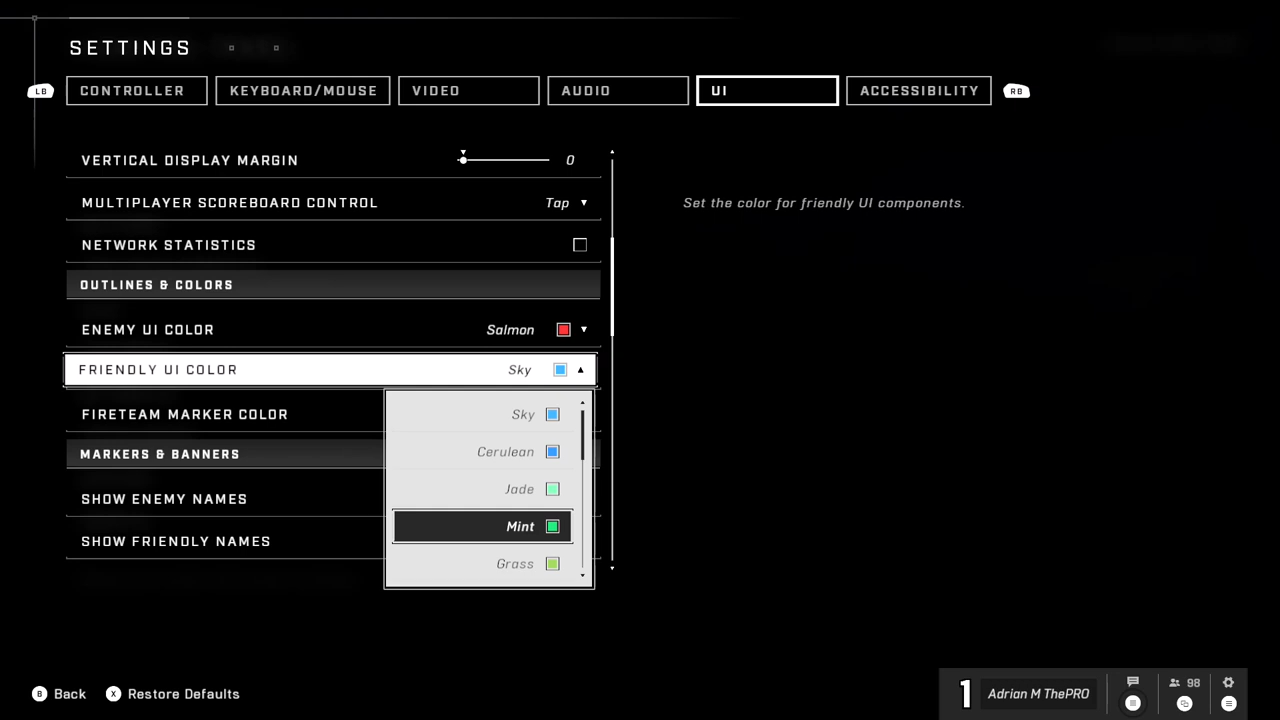 SETTINGS
LB
CONTROLLER
KEYBOARD/MOUSE
VIDEO
AUDIO
UI
ACCESSIBILITY
RB
VERTICAL DISPLAY MARGIN 0
MULTIPLAYER SCOREBOARD CONTROL Tap
Set the color for friendly UI components.
NETWORK STATISTICS
OUTLINES & COLORS
ENEMY UI COLOR Salmon
FRIENDLY UI COLOR Sky
FIRETEAM MARKER COLOR
MARKERS & BANNERS
SHOW ENEMY NAMES
SHOW FRIENDLY NAMES
Sky
Cerulean
Jade
Mint
Grass
B Back
X Restore Defaults
1 Adrian M ThePRO
98